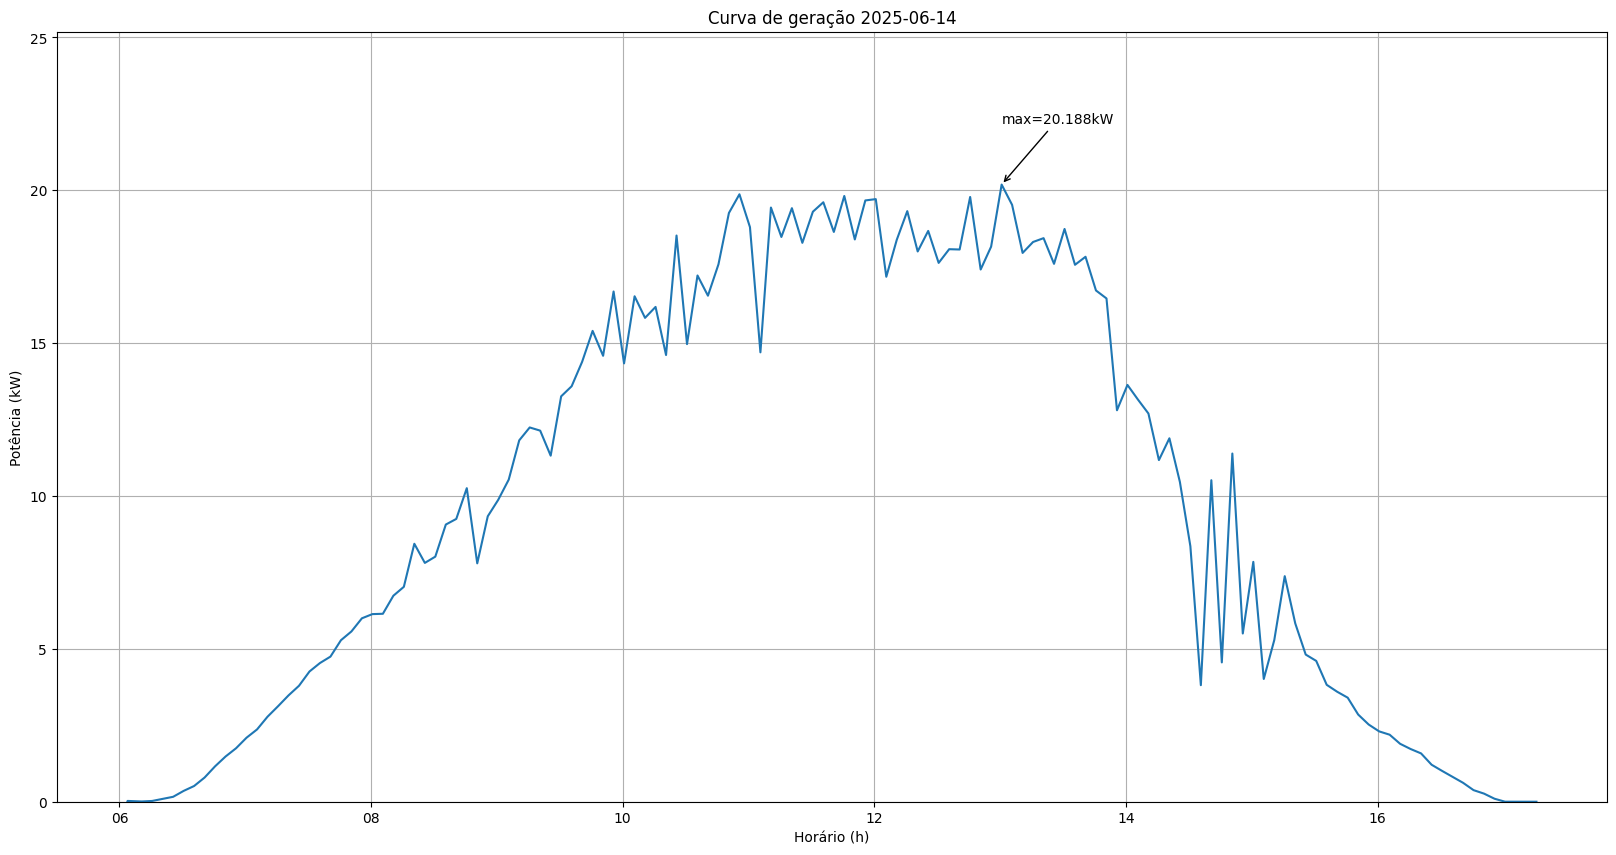 Curva de geração 2025-06-14
25
max=20.188kW
20
15
Potência (kW)
10
5
0
06 08 10 12 14 16
Horário (h)